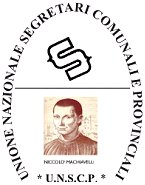 UNIONE NAZIONALE SEGRETARI COMUNALI E PROVINCIALI
NICCOLO' MACHIAVELLI
* U.N.S.C.P. *